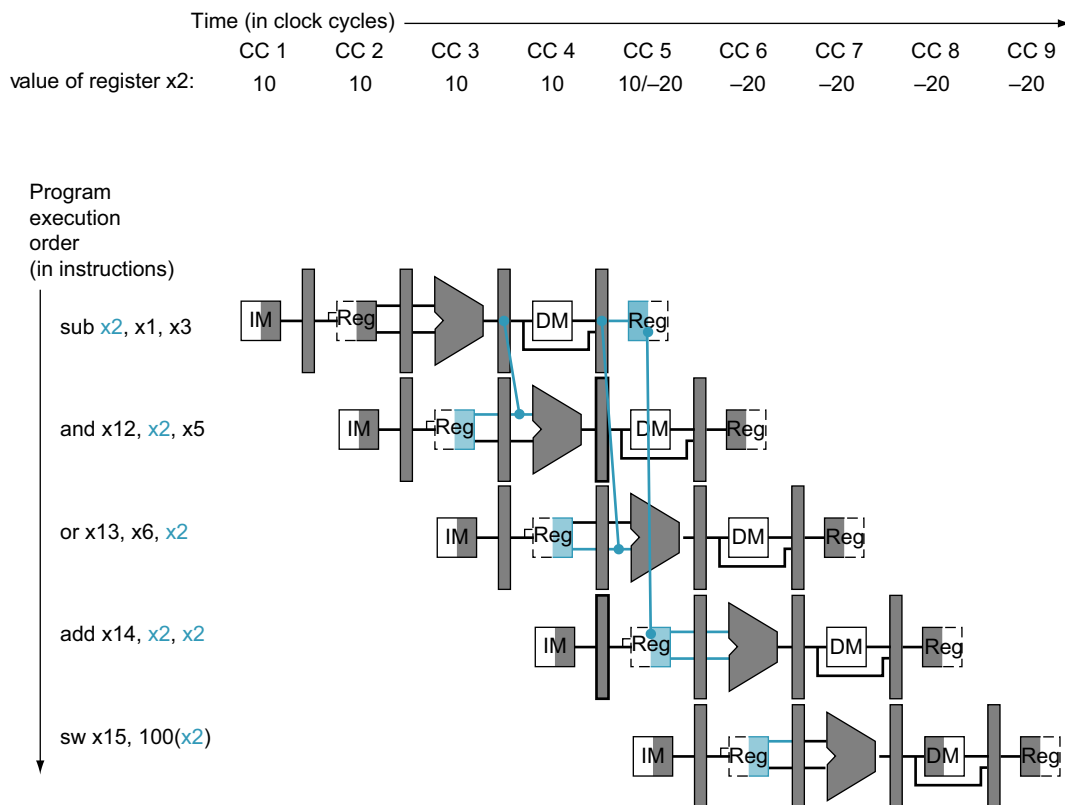 Time (in clock cycles)
CC 1 CC 2 CC 3 CC 4 CC 5 CC 6 CC 7 CC 8 CC 9
value of register x2: 10 10 10 10 10/–20 –20 –20 –20 –20
Program
execution
order
(in instructions)
sub x2, x1, x3
IM Reg DM Reg
and x12, x2, x5
IM Reg DM Reg
or x13, x6, x2
IM Reg DM Reg
add x14, x2, x2
IM Reg DM Reg
sw x15, 100(x2)
IM Reg DM Reg